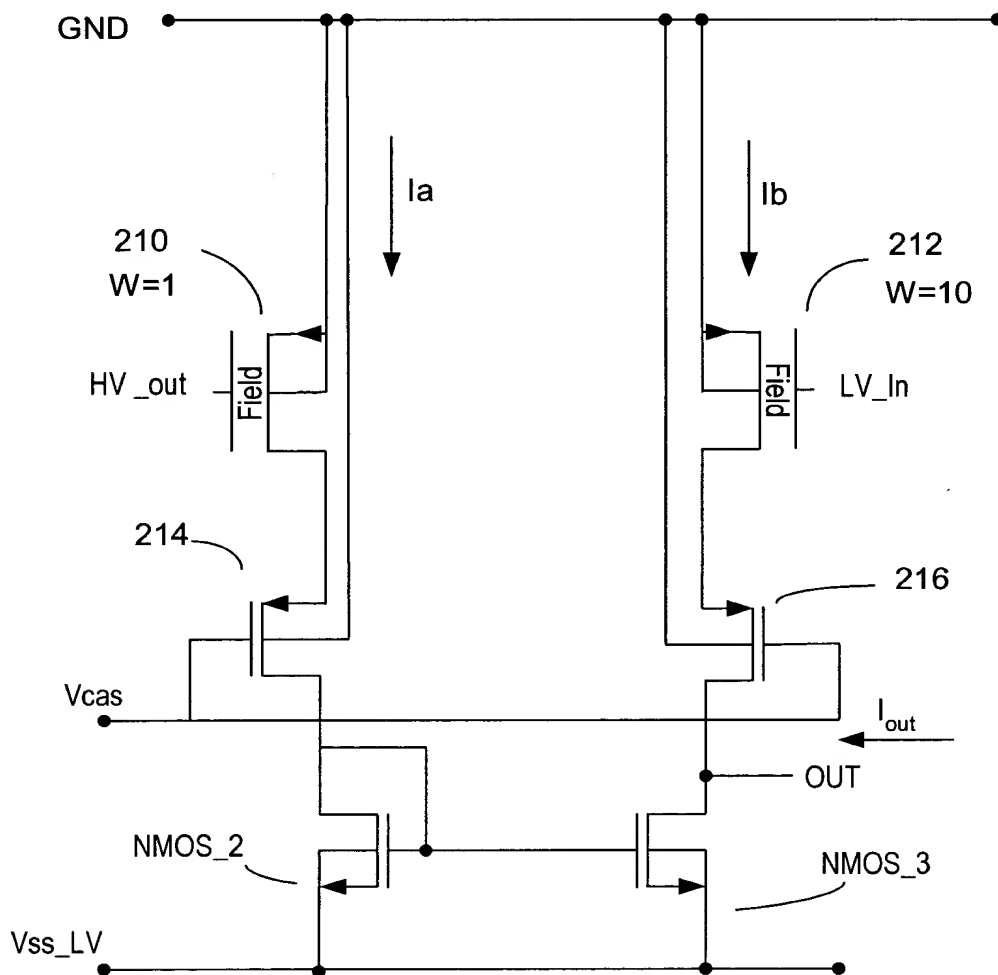 GND
Ia
Ib
210
W=1
212
W=10
HV_out
Field
Field
LV_In
214
216
Vcas
Iout
OUT
NMOS_2
NMOS_3
Vss_LV